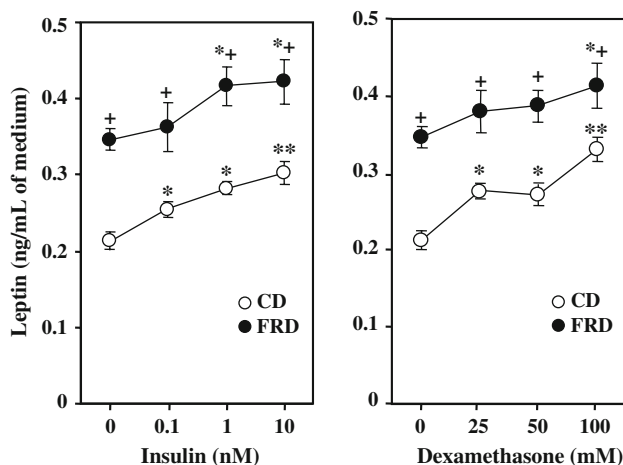 Leptin (ng/mL of medium)
0.5
0.4
0.3
0.2
0.1
0
+
+
*+
*+
*
*
**
CD
FRD
0 0.1 1 10
Insulin (nM)
0.5
0.4
0.3
0.2
0.1
0
+
+
+
*+
*
*
**
CD
FRD
0 25 50 100
Dexamethasone (mM)